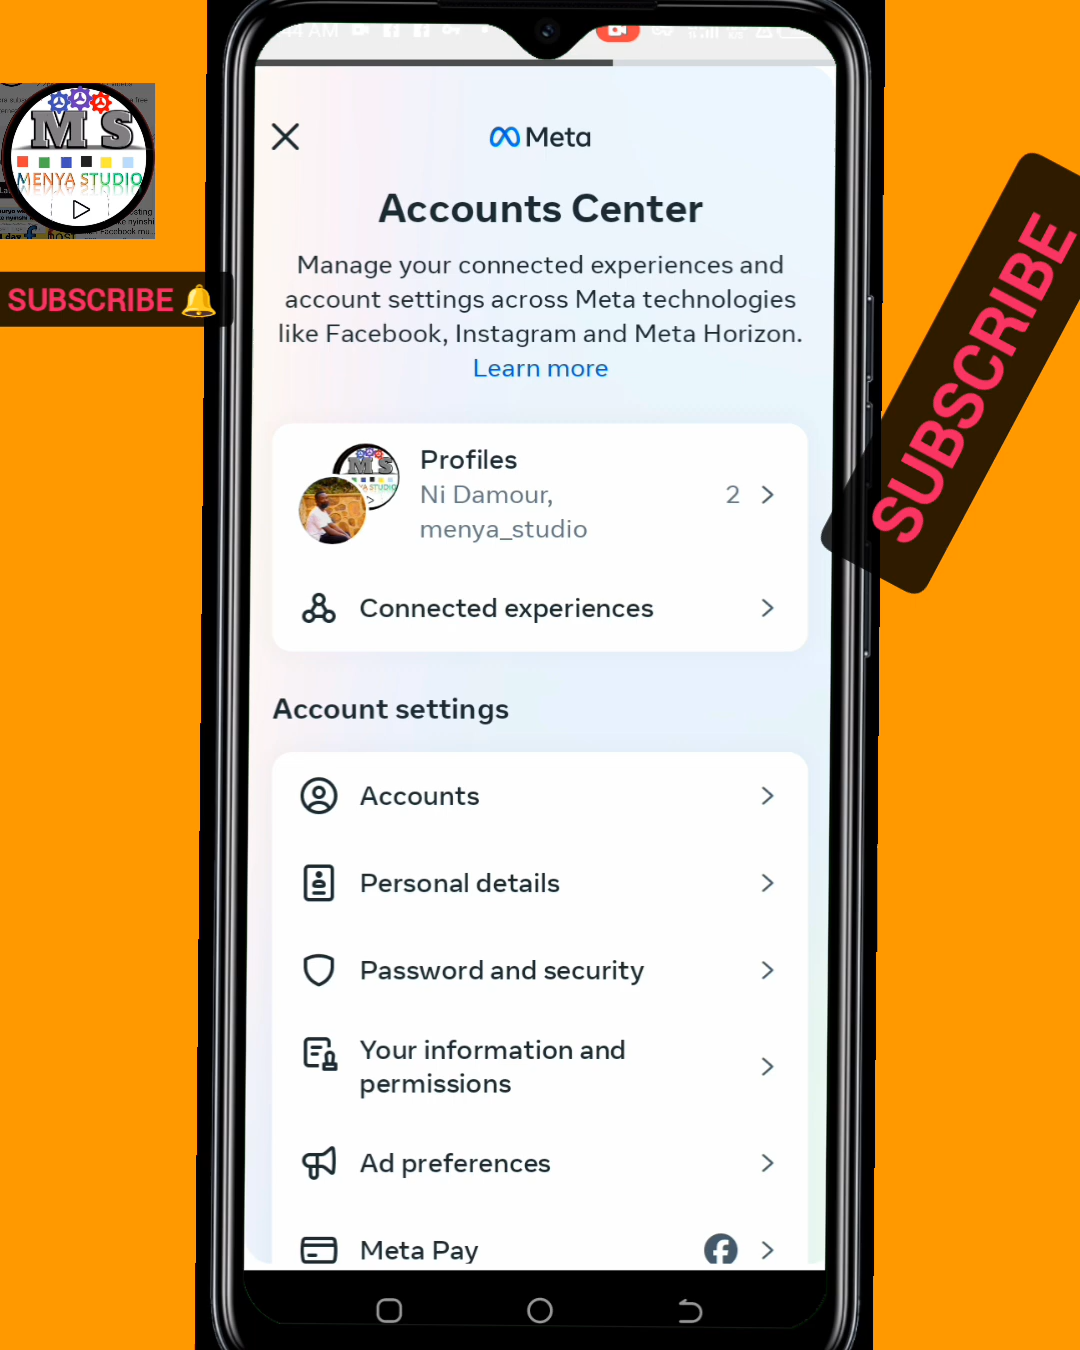 44 AM
M S
MENYA STUDIO
SUBSCRIBE 🔔
SUBSCRIBE
Meta
Accounts Center
Manage your connected experiences and
account settings across Meta technologies
like Facebook, Instagram and Meta Horizon.
Learn more
Profiles
Ni Damour,
menya_studio
2
Connected experiences
Account settings
Accounts
Personal details
Password and security
Your information and
permissions
Ad preferences
Meta Pay